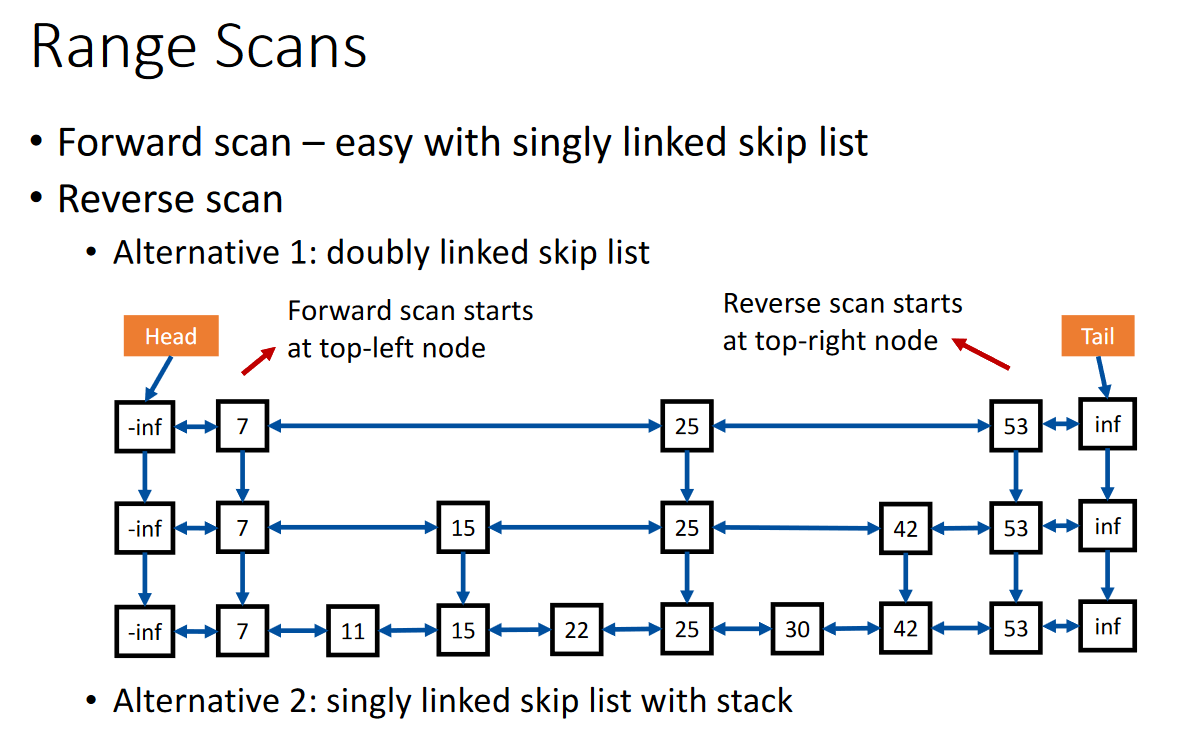 Range Scans
• Forward scan – easy with singly linked skip list
• Reverse scan
• Alternative 1: doubly linked skip list
Head
Forward scan starts
at top-left node
Reverse scan starts
at top-right node
Tail
-inf 7 25 53 inf
-inf 7 15 25 42 53 inf
-inf 7 11 15 22 25 30 42 53 inf
• Alternative 2: singly linked skip list with stack